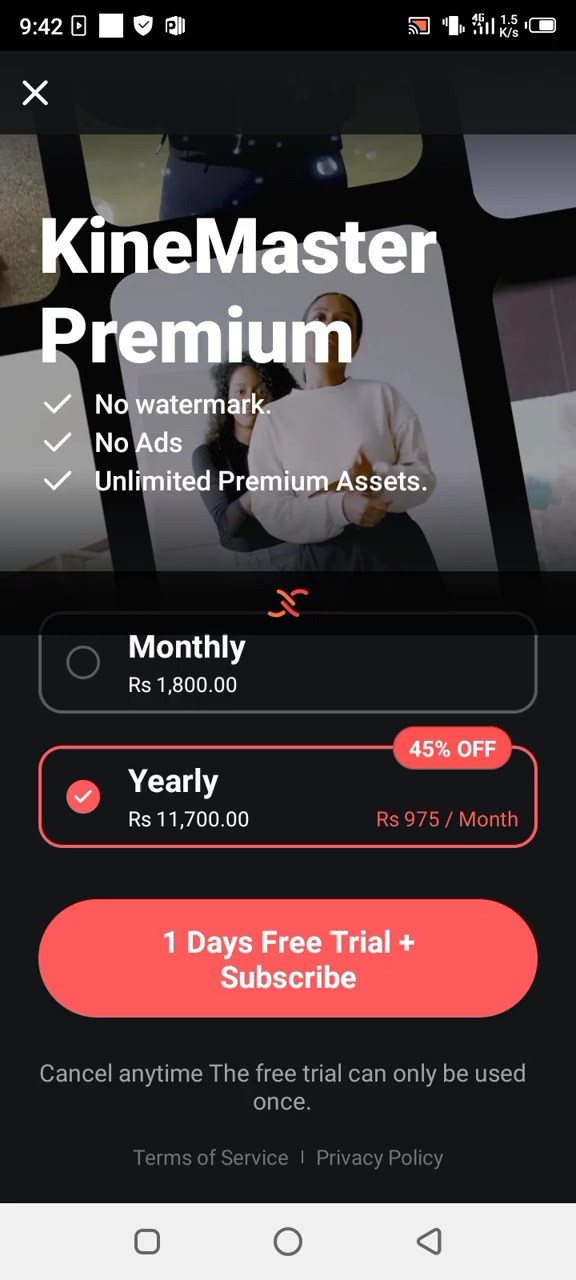 9:42
4G
1.5
K/s
KineMaster
Premium
No watermark.
No Ads
Unlimited Premium Assets.
Monthly
Rs 1,800.00
45% OFF
Yearly
Rs 11,700.00
Rs 975 / Month
1 Days Free Trial +
Subscribe
Cancel anytime The free trial can only be used
once.
Terms of Service | Privacy Policy